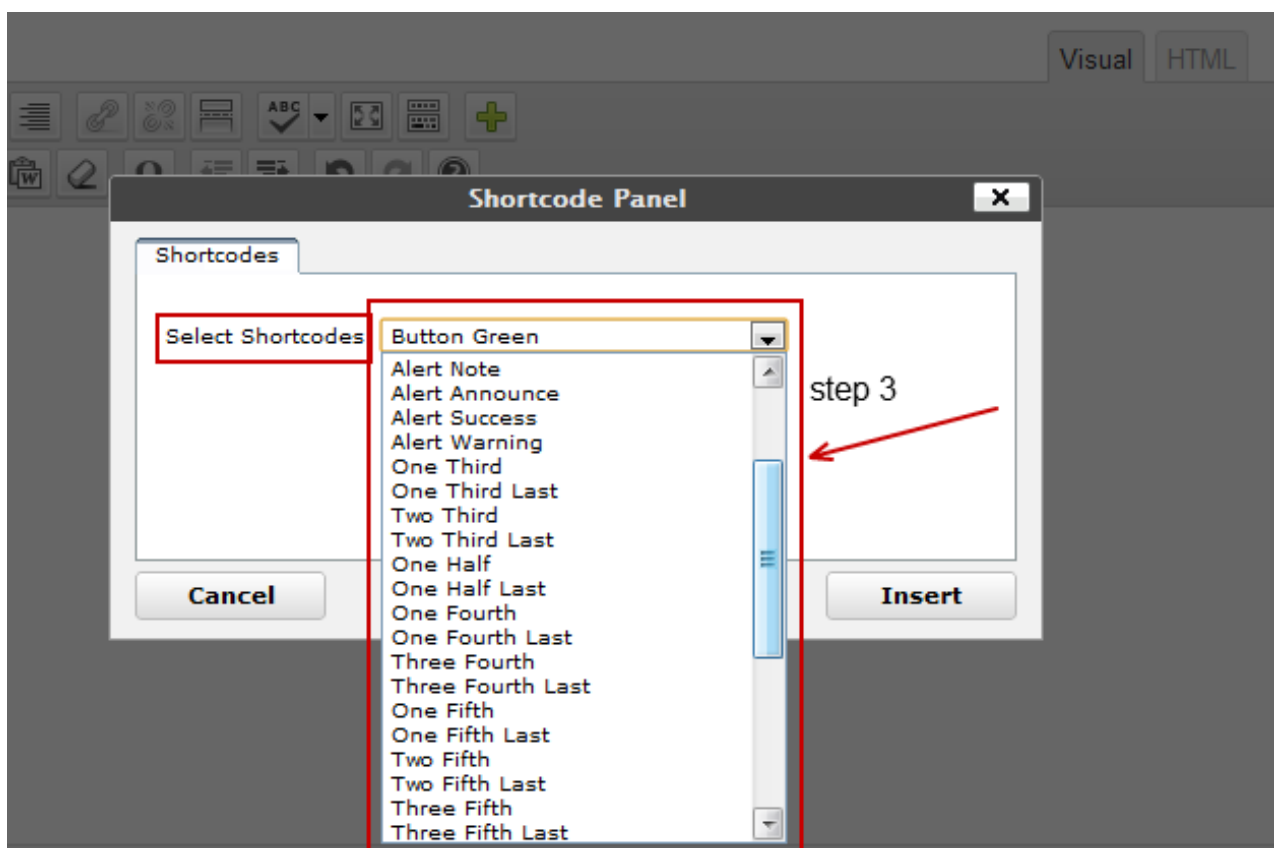 Visual HTML
ABC
W
Shortcode Panel
Shortcodes
Select Shortcodes Button Green
Alert Note
Alert Announce
step 3
Alert Success
Alert Warning
One Third
One Third Last
Two Third
Two Third Last
One Half
One Half Last
Cancel Insert
One Fourth
One Fourth Last
Three Fourth
Three Fourth Last
One Fifth
One Fifth Last
Two Fifth
Two Fifth Last
Three Fifth
Three Fifth Last